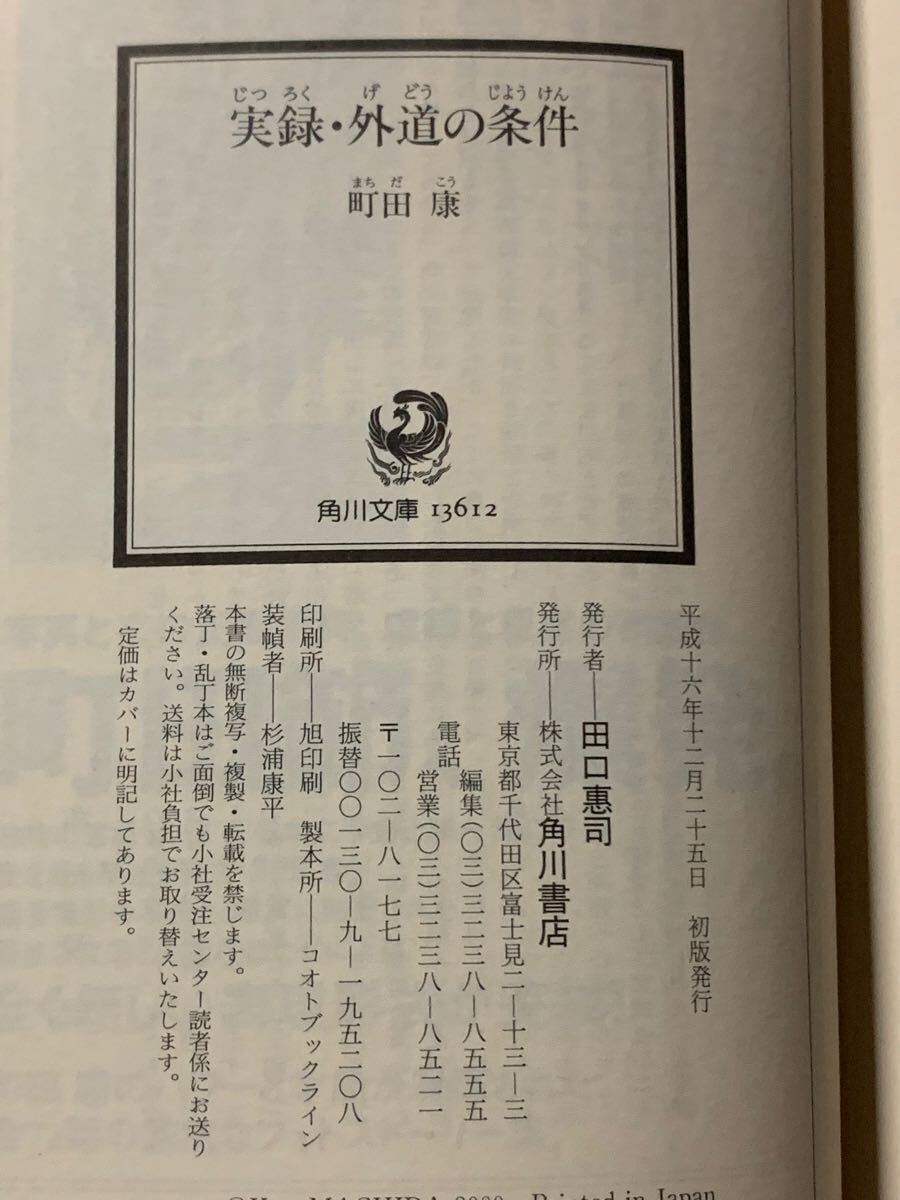 じつろく げどう じようけん
実録・外道の条件
まちだ こう
町田 康
角川文庫 13612
平成十六年十二月二十五日 初版発行
発行者──田口惠司
発行所──株式会社角川書店
東京都千代田区富士見二―十三―三
電話 編集(〇三)三二三八―八五五五
営業(〇三)三二三八―八五二一
〒一〇二―八一七七
振替〇〇一三〇―九―一九五二〇八
印刷所──旭印刷 製本所──コオトブックライン
装幀者──杉浦康平
本書の無断複写・複製・転載を禁じます。
落丁・乱丁本はご面倒でも小社受注センター読者係にお送り
ください。送料は小社負担でお取り替えいたします。
定価はカバーに明記してあります。
MACHIDA 2000 Printed in Japan